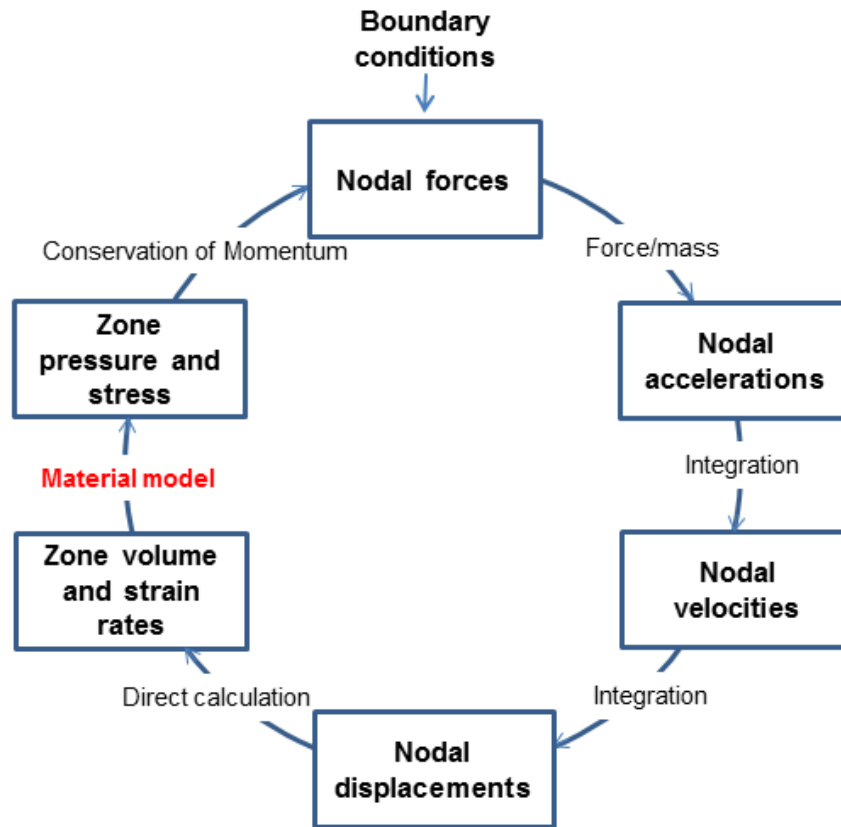 Boundary
conditions
Nodal forces
Force/mass
Nodal
accelerations
Integration
Nodal
velocities
Integration
Nodal
displacements
Direct calculation
Zone volume
and strain
rates
Material model
Zone
pressure and
stress
Conservation of Momentum